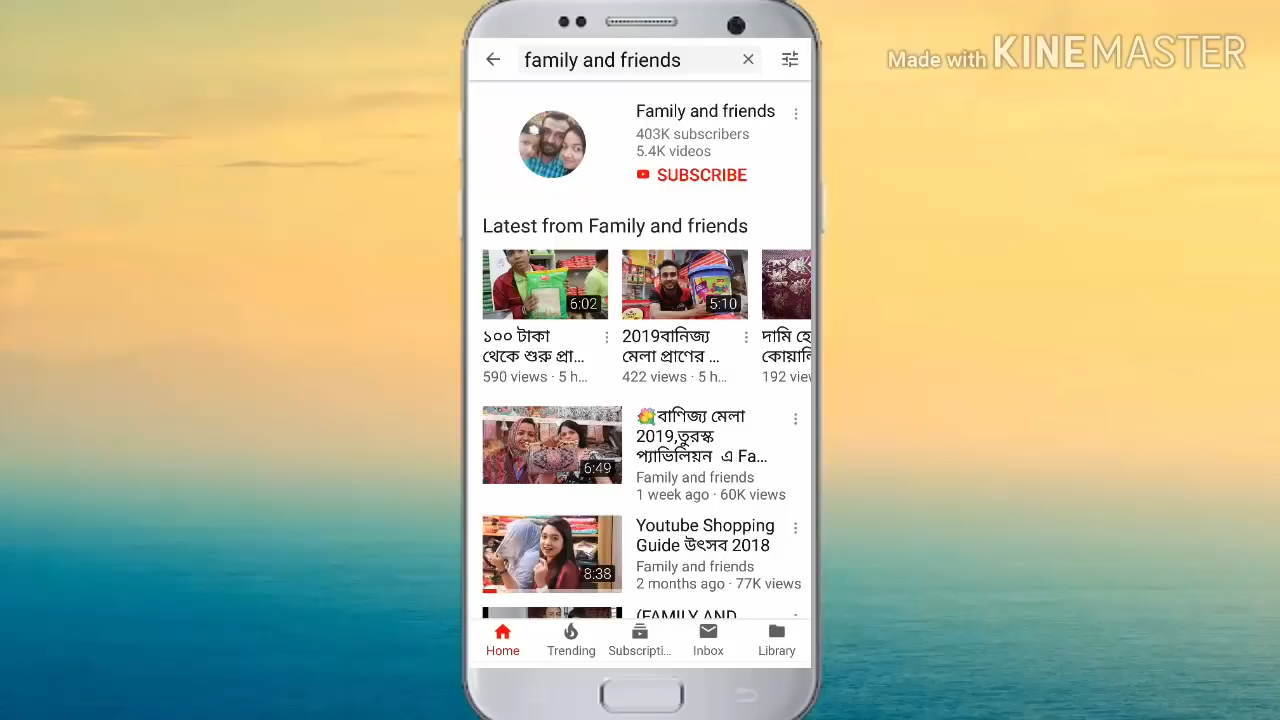 family and friends
Made with KINEMASTER
Family and friends
403K subscribers
5.4K videos
SUBSCRIBE
Latest from Family and friends
6:02
5:10
১০০ টাকা
থেকে শুরু প্রা...
590 views · 5 h...
2019বানিজ্য
মেলা প্রাণের ...
422 views · 5 h...
দামি হে
কোয়ালি
192 view
6:49
বাণিজ্য মেলা
2019,তুরস্ক
প্যাভিলিয়ন এ Fa...
Family and friends
1 week ago · 60K views
8:38
Youtube Shopping
Guide উৎসব 2018
Family and friends
2 months ago · 77K views
(FAMILY AND
Home
Trending
Subscripti...
Inbox
Library